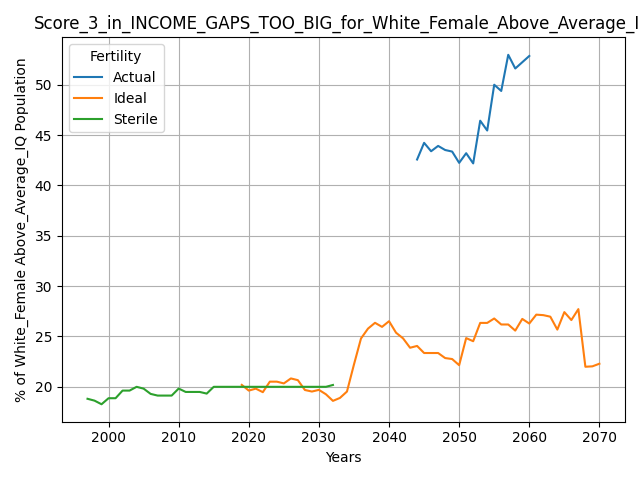 Score_3_in_INCOME_GAPS_TOO_BIG_for_White_Female_Above_Average_I
Fertility
Actual
Ideal
Sterile
% of White_Female Above_Average_IQ Population
50
45
40
35
30
25
20
2000 2010 2020 2030 2040 2050 2060 2070
Years